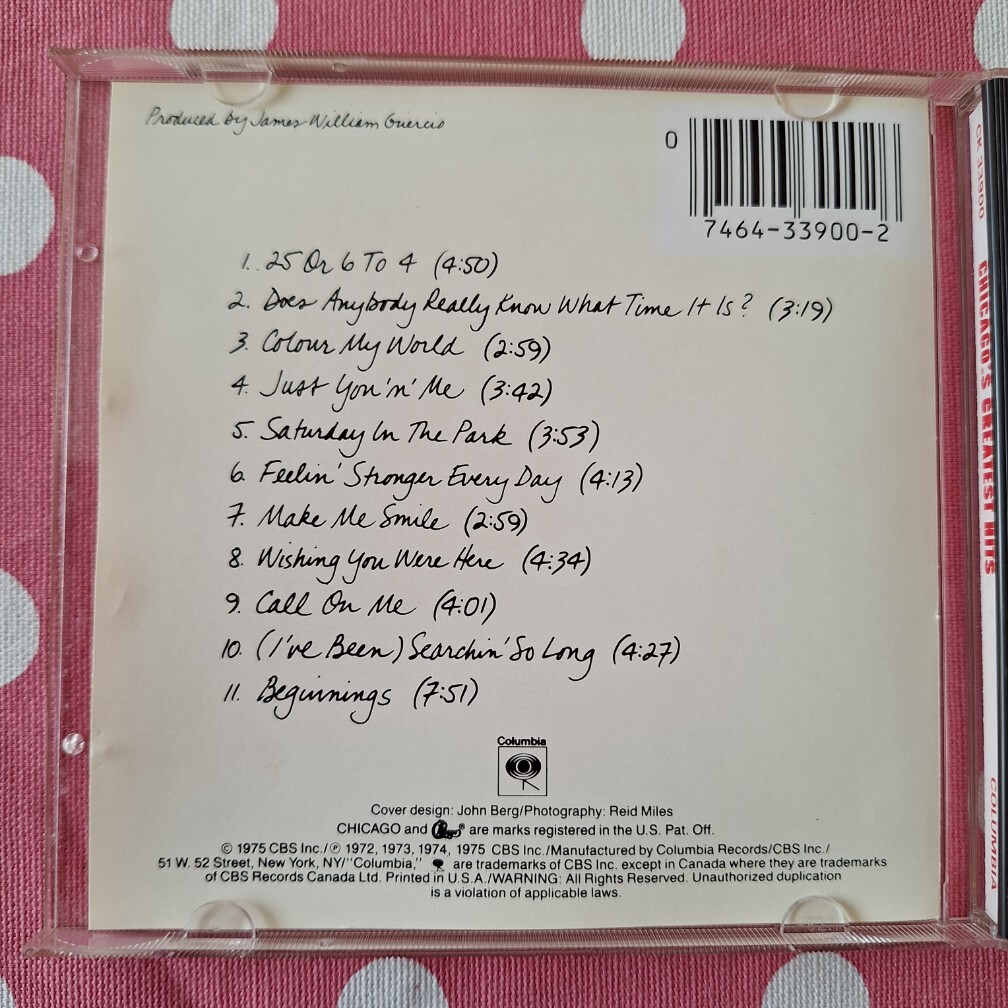 Produced By James William Guercio
0
7464-33900-2
1. 25 Or 6 To 4 (4:50)
2. Does Anybody Really Know What Time It Is? (3:19)
3. Colour My World (2:59)
4. Just You 'n' Me (3:42)
5. Saturday In The Park (3:53)
6. Feelin' Stronger Every Day (4:13)
7. Make Me Smile (2:59)
8. Wishing You Were Here (4:34)
9. Call On Me (4:01)
10. (I've Been) Searchin' So Long (4:27)
11. Beginnings (7:51)
Columbia
Cover design: John Berg/Photography: Reid Miles
CHICAGO and ® are marks registered in the U.S. Pat. Off.
© 1975 CBS Inc./℗ 1972, 1973, 1974, 1975 CBS Inc./Manufactured by Columbia Records/CBS Inc./
51 W. 52 Street, New York, NY/"Columbia," are trademarks of CBS Inc. except in Canada where they are trademarks
of CBS Records Canada Ltd. Printed in U.S.A./WARNING: All Rights Reserved. Unauthorized duplication
is a violation of applicable laws.
CK 33900
CHICAGO'S GREATEST HITS
COLUMBIA